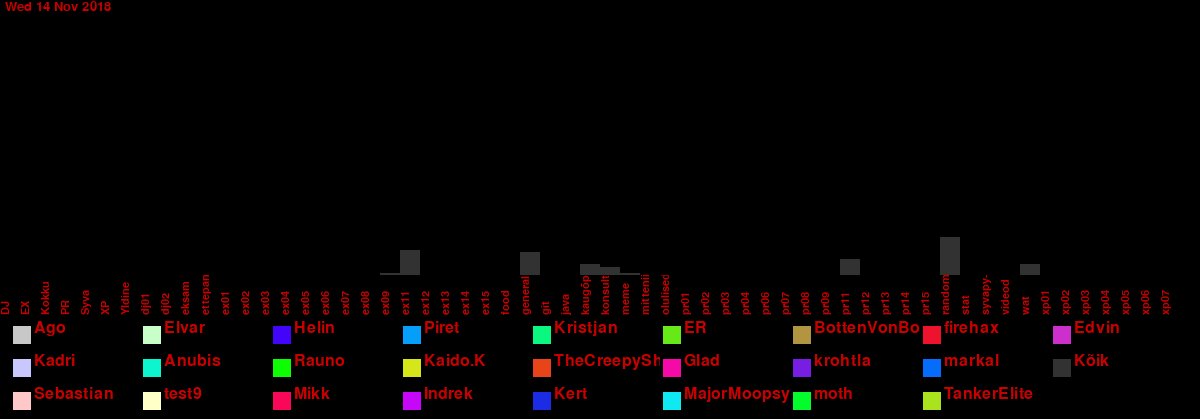 Wed 14 Nov 2018
DJ EX Kokku PR Syva XP Yldine dj01 dj02 eksam ettepan ex01 ex02 ex03 ex04 ex05 ex06 ex07 ex08 ex09 ex11 ex12 ex13 ex14 ex15 food general git java kaugõp konsult meme mittenii olulised pr01 pr02 pr03 pr04 pr06 pr07 pr08 pr09 pr11 pr12 pr13 pr14 pr15 random stat syvapy- videod wat xp01 xp02 xp03 xp04 xp05 xp06 xp07
Ago Elvar Helin Piret Kristjan ER BottenVonBo firehax Edvin
Kadri Anubis Rauno Kaido.K TheCreepySh Glad krohtla markal Kõik
Sebastian test9 Mikk Indrek Kert MajorMoopsy moth TankerElite